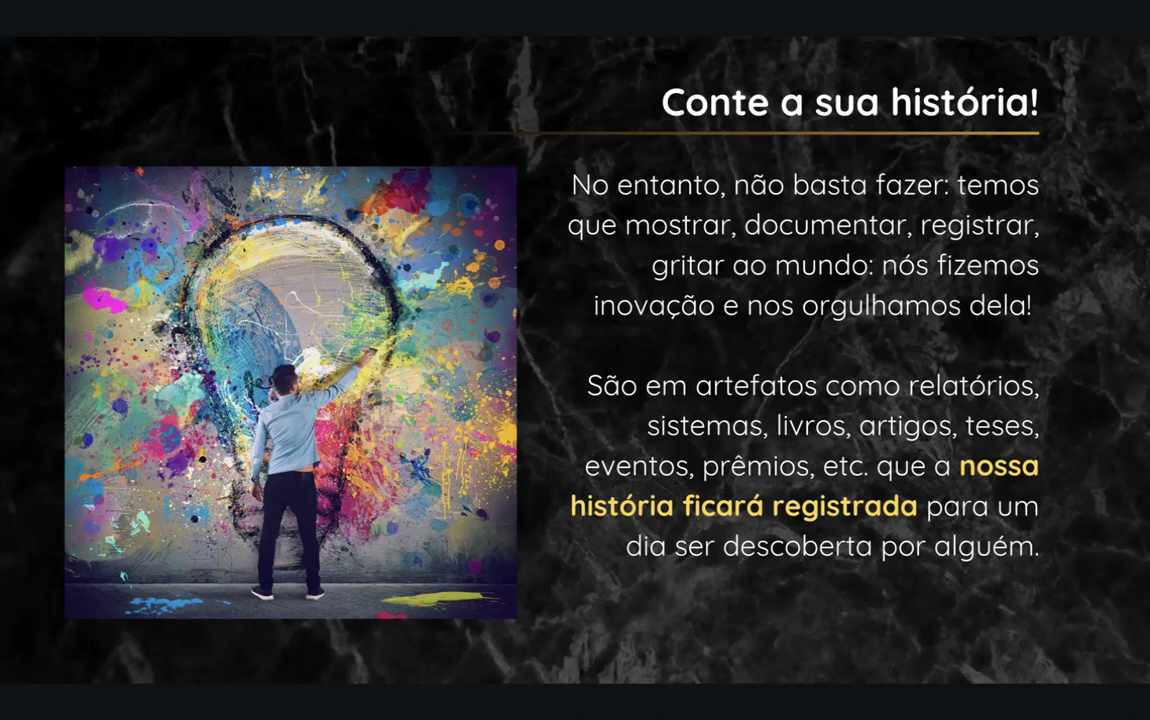 Conte a sua história!
No entanto, não basta fazer: temos
que mostrar, documentar, registrar,
gritar ao mundo: nós fizemos
inovação e nos orgulhamos dela!
São em artefatos como relatórios,
sistemas, livros, artigos, teses,
eventos, prêmios, etc. que a nossa
história ficará registrada para um
dia ser descoberta por alguém.